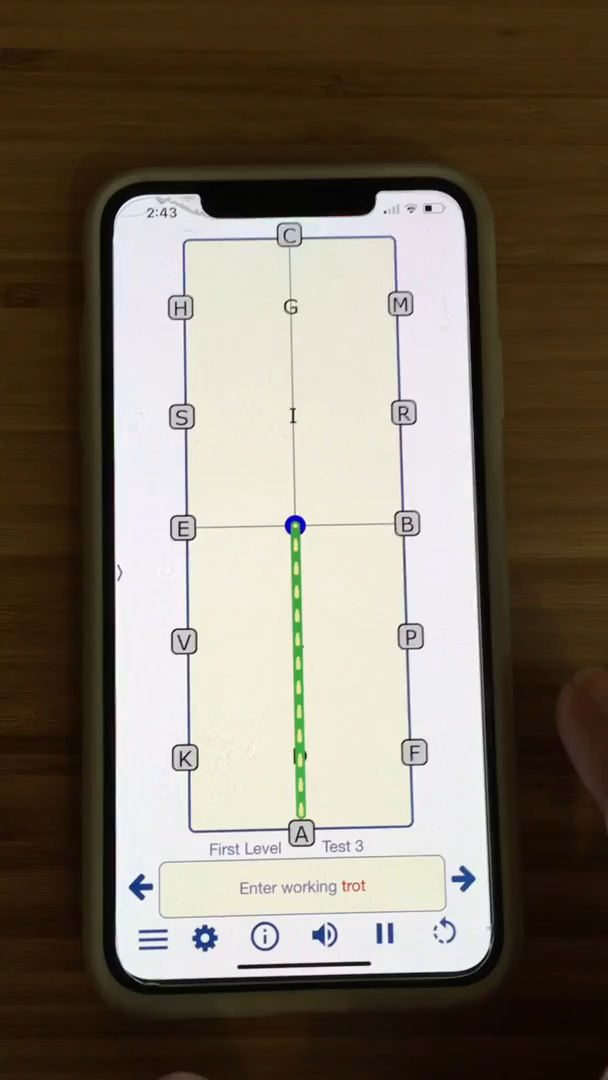 2:43
C
H G M
S I R
E B
V P
K F
A
First Level Test 3
Enter working trot